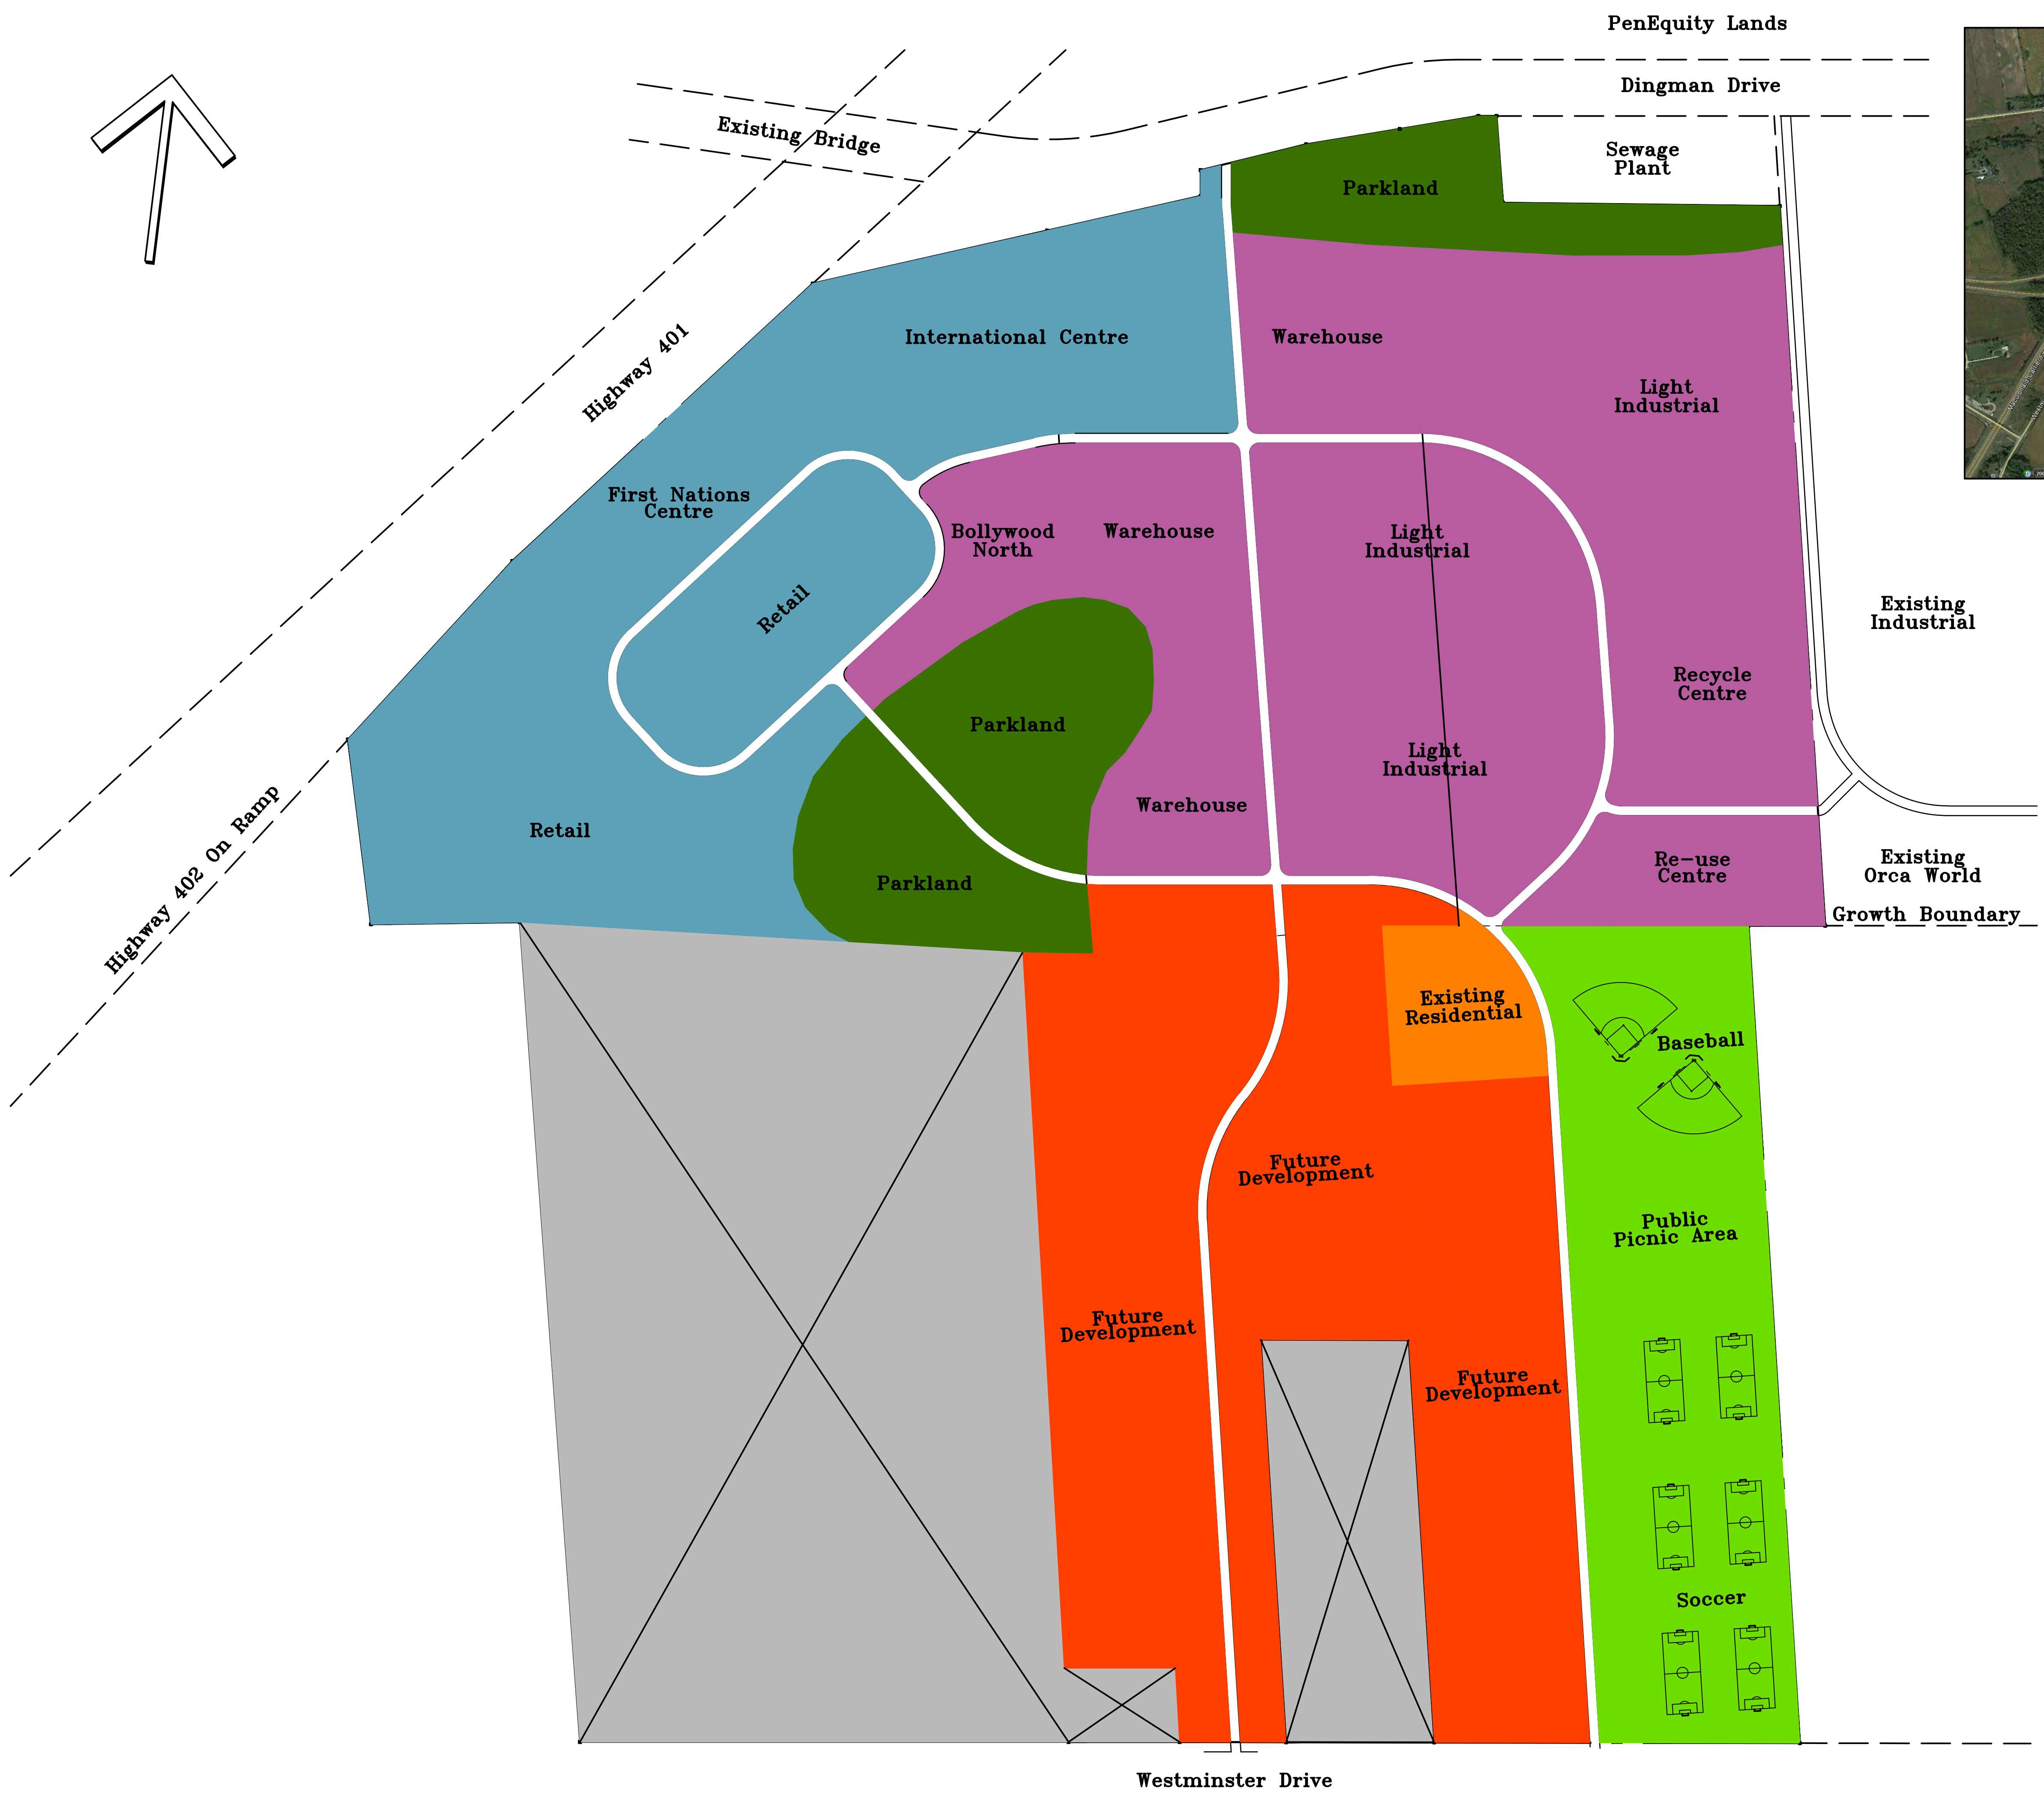 PenEquity Lands
Dingman Drive
Existing Bridge
Sewage
Plant
Parkland
International Centre
Warehouse
Highway 401
Light
Industrial
First Nations
Centre
Bollywood
North
Warehouse
Light
Industrial
Retail
Existing
Industrial
Recycle
Centre
Parkland
Light
Industrial
Warehouse
Retail
Highway 402 On Ramp
Parkland
Re-use
Centre
Existing
Orca World
Growth Boundary
Existing
Residential
Baseball
Future
Development
Public
Picnic Area
Future
Development
Future
Development
Soccer
Westminster Drive